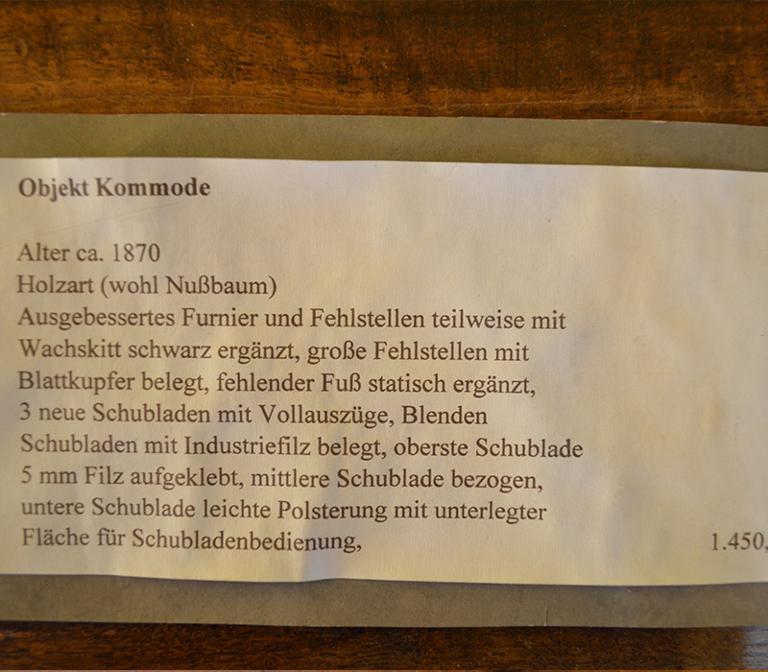 Objekt Kommode
Alter ca. 1870
Holzart (wohl Nußbaum)
Ausgebessertes Furnier und Fehlstellen teilweise mit
Wachskitt schwarz ergänzt, große Fehlstellen mit
Blattkupfer belegt, fehlender Fuß statisch ergänzt,
3 neue Schubladen mit Vollauszüge, Blenden
Schubladen mit Industriefilz belegt, oberste Schublade
5 mm Filz aufgeklebt, mittlere Schublade bezogen,
untere Schublade leichte Polsterung mit unterlegter
Fläche für Schubladenbedienung, 1.450,